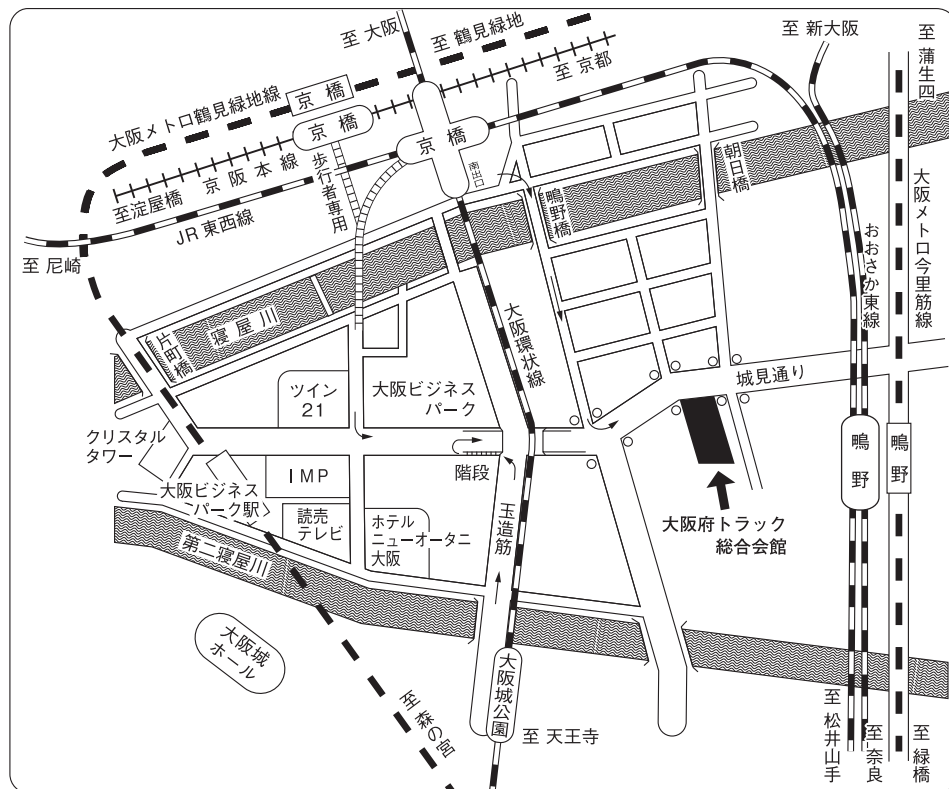 至 大阪
至 鶴見緑地
至 京都
至 新大阪
至 蒲生四
大阪メトロ鶴見緑地線
京橋
京橋
京橋
京阪本線
至淀屋橋
歩行者専用
JR東西線
至 尼崎
南出口
鴫野橋
朝日橋
おおさか東線
大阪メトロ今里筋線
片町橋
寝屋川
大阪環状線
城見通り
ツイン
21
大阪ビジネス
パーク
クリスタル
タワー
大阪ビジネス
パーク駅
IMP
階段
読売
テレビ
ホテル
ニューオータニ
大阪
玉造筋
鴫野
鴫野
大阪府トラック
総合会館
第二寝屋川
大阪城
ホール
大阪城公園
至 森の宮
至 天王寺
至 松井山手
至 奈良
至 緑橋